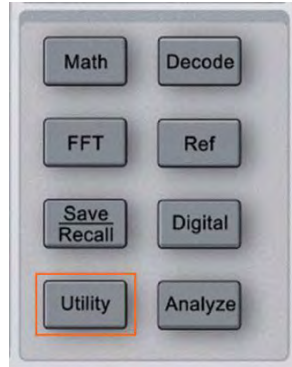 Math
Decode
FFT
Ref
Save
Recall
Digital
Utility
Analyze